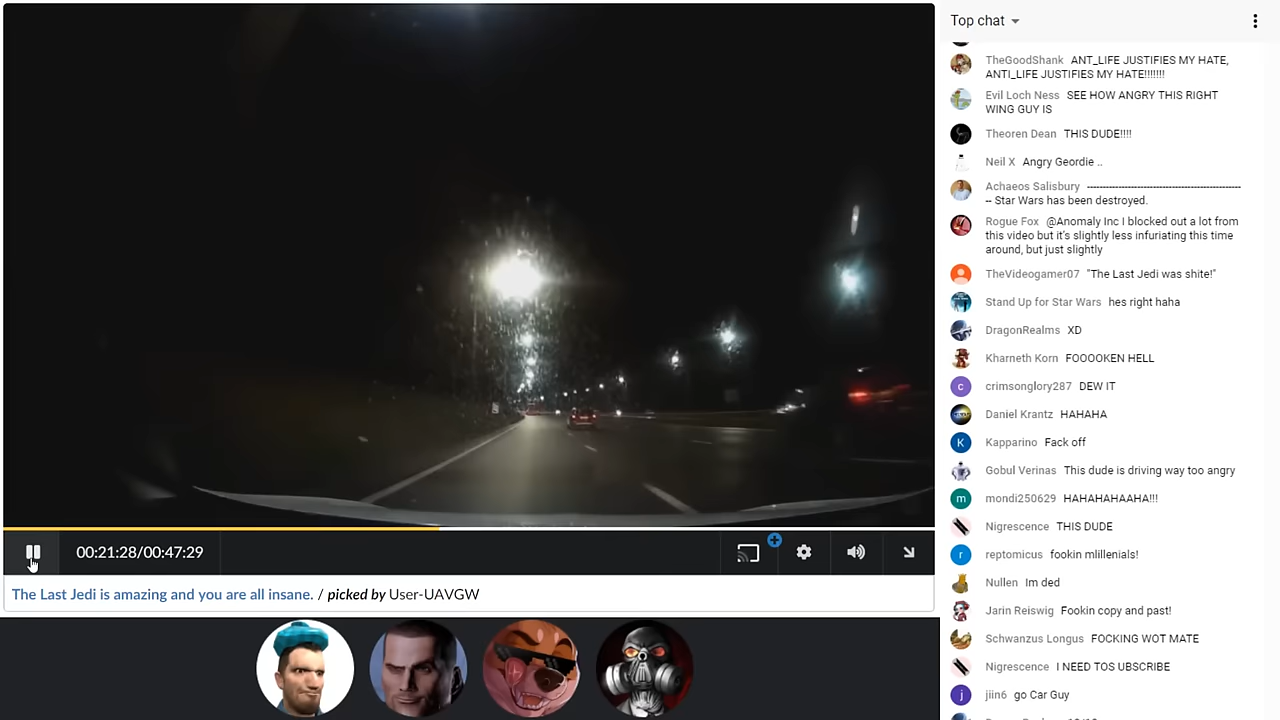 Top chat
TheGoodShank ANT_LIFE JUSTIFIES MY HATE,
ANTI_LIFE JUSTIFIES MY HATE!!!!!!!
Evil Loch Ness SEE HOW ANGRY THIS RIGHT
WING GUY IS
Theoren Dean THIS DUDE!!!!
Neil X Angry Geordie ..
Achaeos Salisbury --------------------------------------------------
-- Star Wars has been destroyed.
Rogue Fox @Anomaly Inc I blocked out a lot from
this video but it's slightly less infuriating this time
around, but just slightly
TheVideogamer07 "The Last Jedi was shite!"
Stand Up for Star Wars hes right haha
DragonRealms XD
Kharneth Korn FOOOOKEN HELL
crimsonglory287 DEW IT
Daniel Krantz HAHAHA
K Kapparino Fack off
Gobul Verinas This dude is driving way too angry
m mondi250629 HAHAHAHAAHA!!!
Nigrescence THIS DUDE
r reptomicus fookin mlillenials!
Nullen Im ded
Jarin Reiswig Fookin copy and past!
Schwanzus Longus FOCKING WOT MATE
Nigrescence I NEED TOS UBSCRIBE
j jiin6 go Car Guy
00:21:28/00:47:29
The Last Jedi is amazing and you are all insane. / picked by User-UAVGW